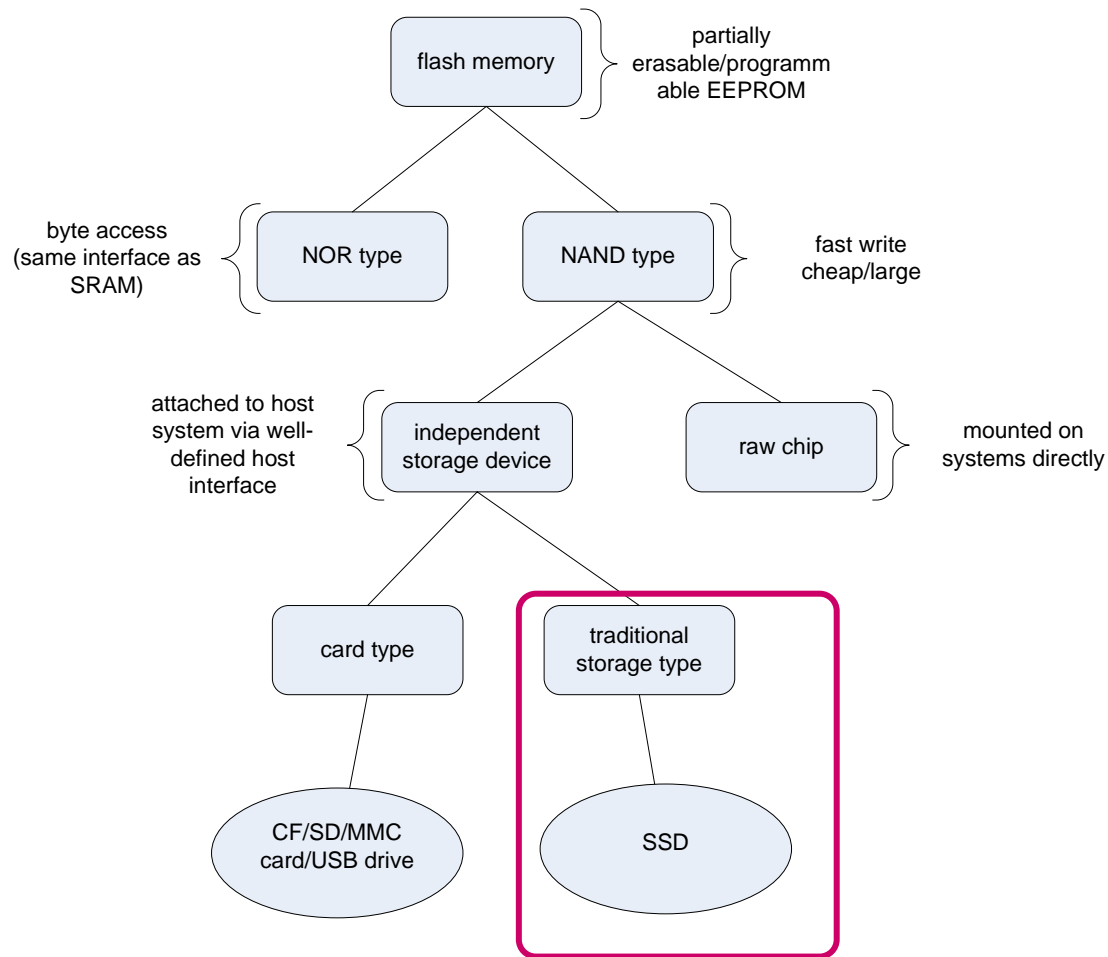 flash memory
partially
erasable/programm
able EEPROM
byte access
(same interface as
SRAM)
NOR type
NAND type
fast write
cheap/large
attached to host
system via well-
defined host
interface
independent
storage device
raw chip
mounted on
systems directly
card type
traditional
storage type
CF/SD/MMC
card/USB drive
SSD